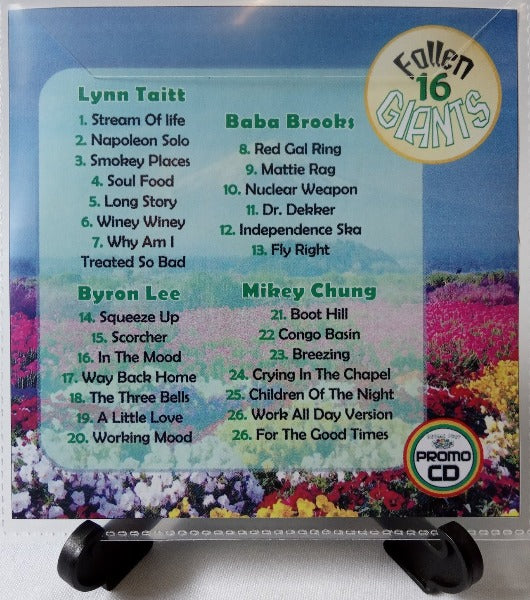 Fallen
16
GIANTS
Lynn Taitt
1. Stream Of life
2. Napoleon Solo
3. Smokey Places
4. Soul Food
5. Long Story
6. Winey Winey
7. Why Am I
Treated So Bad
Baba Brooks
8. Red Gal Ring
9. Mattie Rag
10. Nuclear Weapon
11. Dr. Dekker
12. Independence Ska
13. Fly Right
Byron Lee
14. Squeeze Up
15. Scorcher
16. In The Mood
17. Way Back Home
18. The Three Bells
19. A Little Love
20. Working Mood
Mikey Chung
21. Boot Hill
22 Congo Basin
23. Breezing
24. Crying In The Chapel
25. Children Of The Night
26. Work All Day Version
26. For The Good Times
PROMO
CD